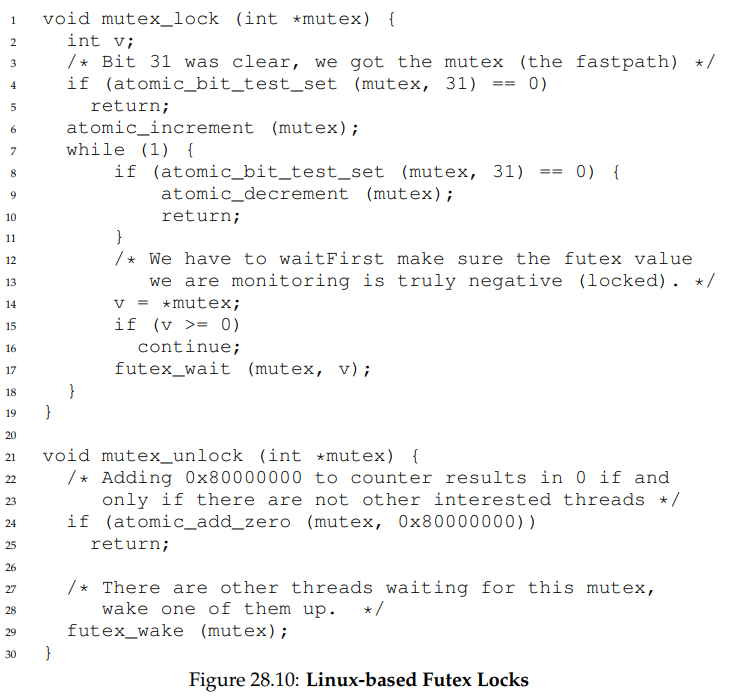 1 void mutex_lock (int *mutex) {
2 int v;
3 /* Bit 31 was clear, we got the mutex (the fastpath) */
4 if (atomic_bit_test_set (mutex, 31) == 0)
5 return;
6 atomic_increment (mutex);
7 while (1) {
8 if (atomic_bit_test_set (mutex, 31) == 0) {
9 atomic_decrement (mutex);
10 return;
11 }
12 /* We have to waitFirst make sure the futex value
13 we are monitoring is truly negative (locked). */
14 v = *mutex;
15 if (v >= 0)
16 continue;
17 futex_wait (mutex, v);
18 }
19 }
20
21 void mutex_unlock (int *mutex) {
22 /* Adding 0x80000000 to counter results in 0 if and
23 only if there are not other interested threads */
24 if (atomic_add_zero (mutex, 0x80000000))
25 return;
26
27 /* There are other threads waiting for this mutex,
28 wake one of them up. */
29 futex_wake (mutex);
30 }
Figure 28.10: Linux-based Futex Locks